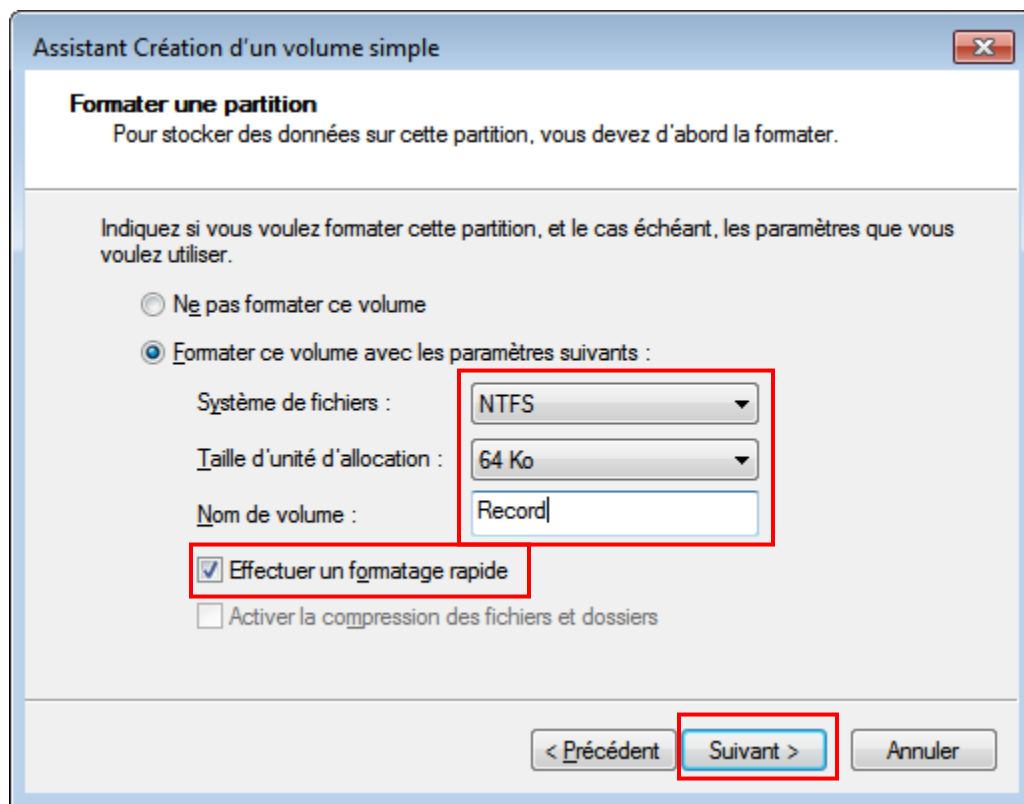 Assistant Création d'un volume simple
Formater une partition
Pour stocker des données sur cette partition, vous devez d'abord la formater.
Indiquez si vous voulez formater cette partition, et le cas échéant, les paramètres que vous
voulez utiliser.
Ne pas formater ce volume
Formater ce volume avec les paramètres suivants :
Système de fichiers : NTFS
Taille d'unité d'allocation : 64 Ko
Nom de volume : Record
Effectuer un formatage rapide
Activer la compression des fichiers et dossiers
< Précédent Suivant > Annuler